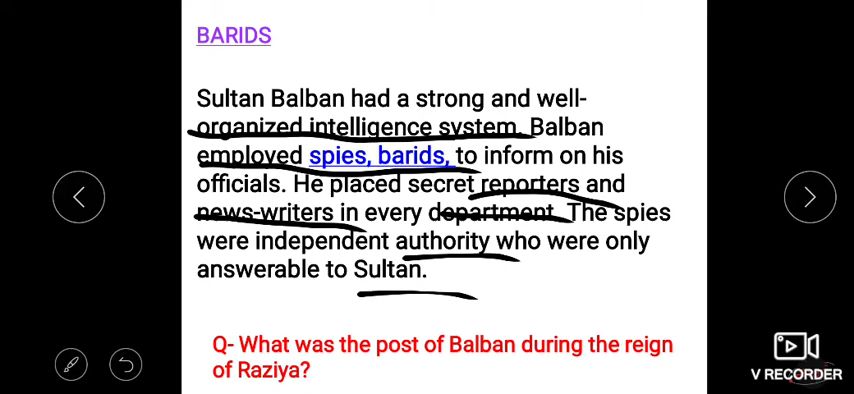 BARIDS
Sultan Balban had a strong and well-
organized intelligence system. Balban
employed spies, barids, to inform on his
officials. He placed secret reporters and
news-writers in every department. The spies
were independent authority who were only
answerable to Sultan.
Q- What was the post of Balban during the reign
of Raziya?
V RECORDER